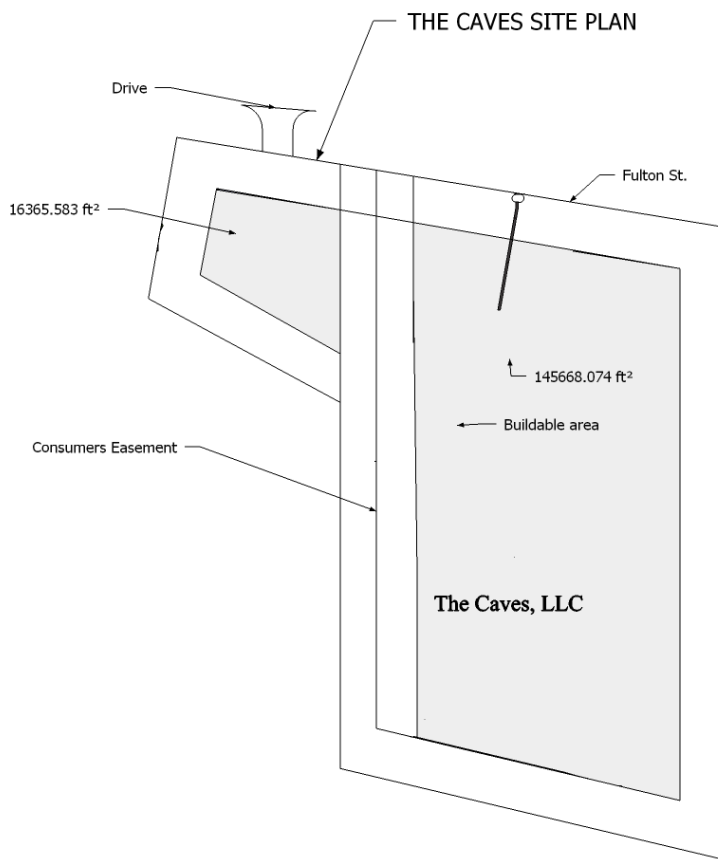 THE CAVES SITE PLAN
Drive
Fulton St.
16365.583 ft²
145668.074 ft²
Buildable area
Consumers Easement
The Caves, LLC